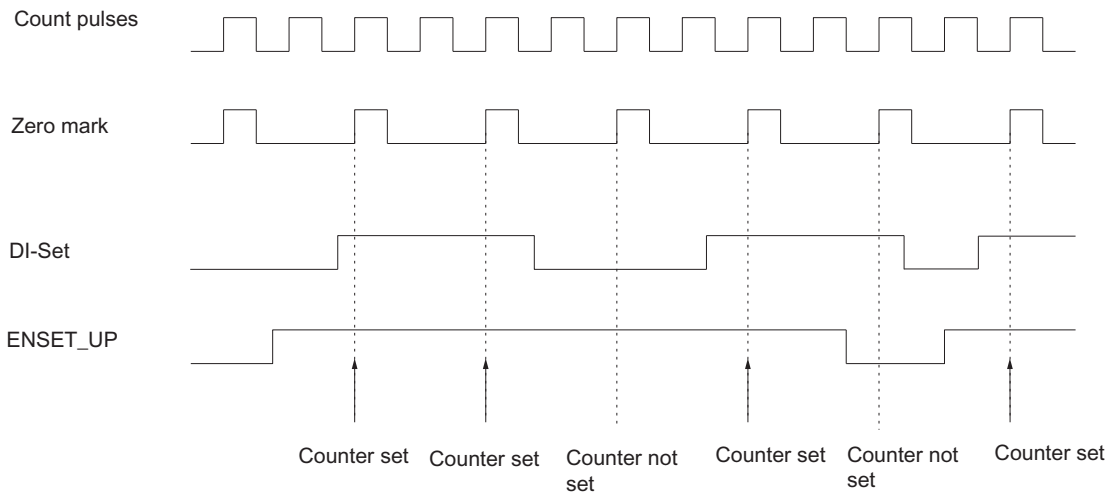 Count pulses
Zero mark
DI-Set
ENSET_UP
Counter set
Counter set
Counter not
set
Counter set
Counter not
set
Counter set